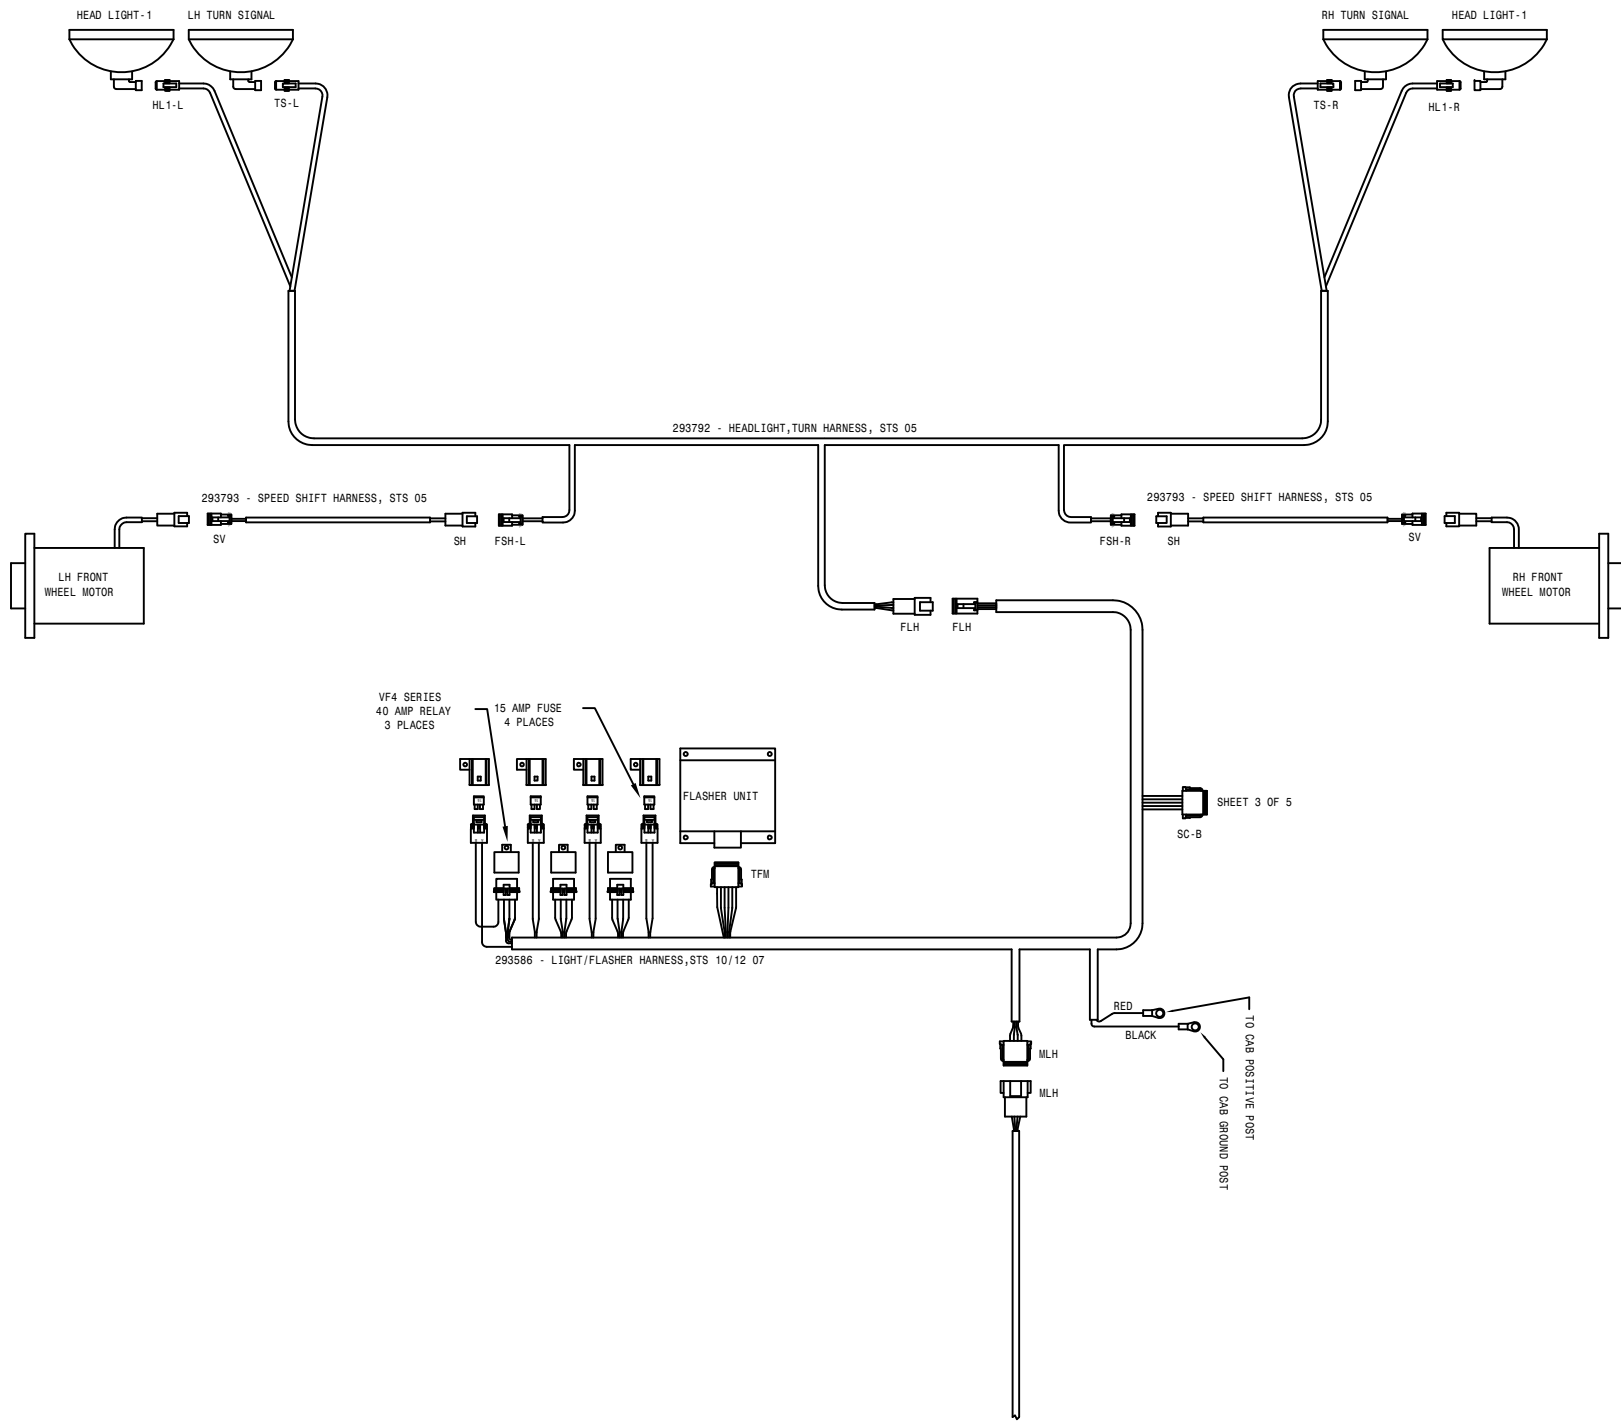 HEAD LIGHT-1
LH TURN SIGNAL
RH TURN SIGNAL
HEAD LIGHT-1
HL1-L
TS-L
TS-R
HL1-R
293792 - HEADLIGHT,TURN HARNESS, STS 05
293793 - SPEED SHIFT HARNESS, STS 05
293793 - SPEED SHIFT HARNESS, STS 05
SV
SH
FSH-L
FSH-R
SH
SV
LH FRONT
WHEEL MOTOR
RH FRONT
WHEEL MOTOR
FLH
FLH
VF4 SERIES
40 AMP RELAY
3 PLACES
15 AMP FUSE
4 PLACES
FLASHER UNIT
SHEET 3 OF 5
SC-B
TFM
293586 - LIGHT/FLASHER HARNESS,STS 10/12 07
RED
BLACK
TO CAB POSITIVE POST
TO CAB GROUND POST
MLH
MLH